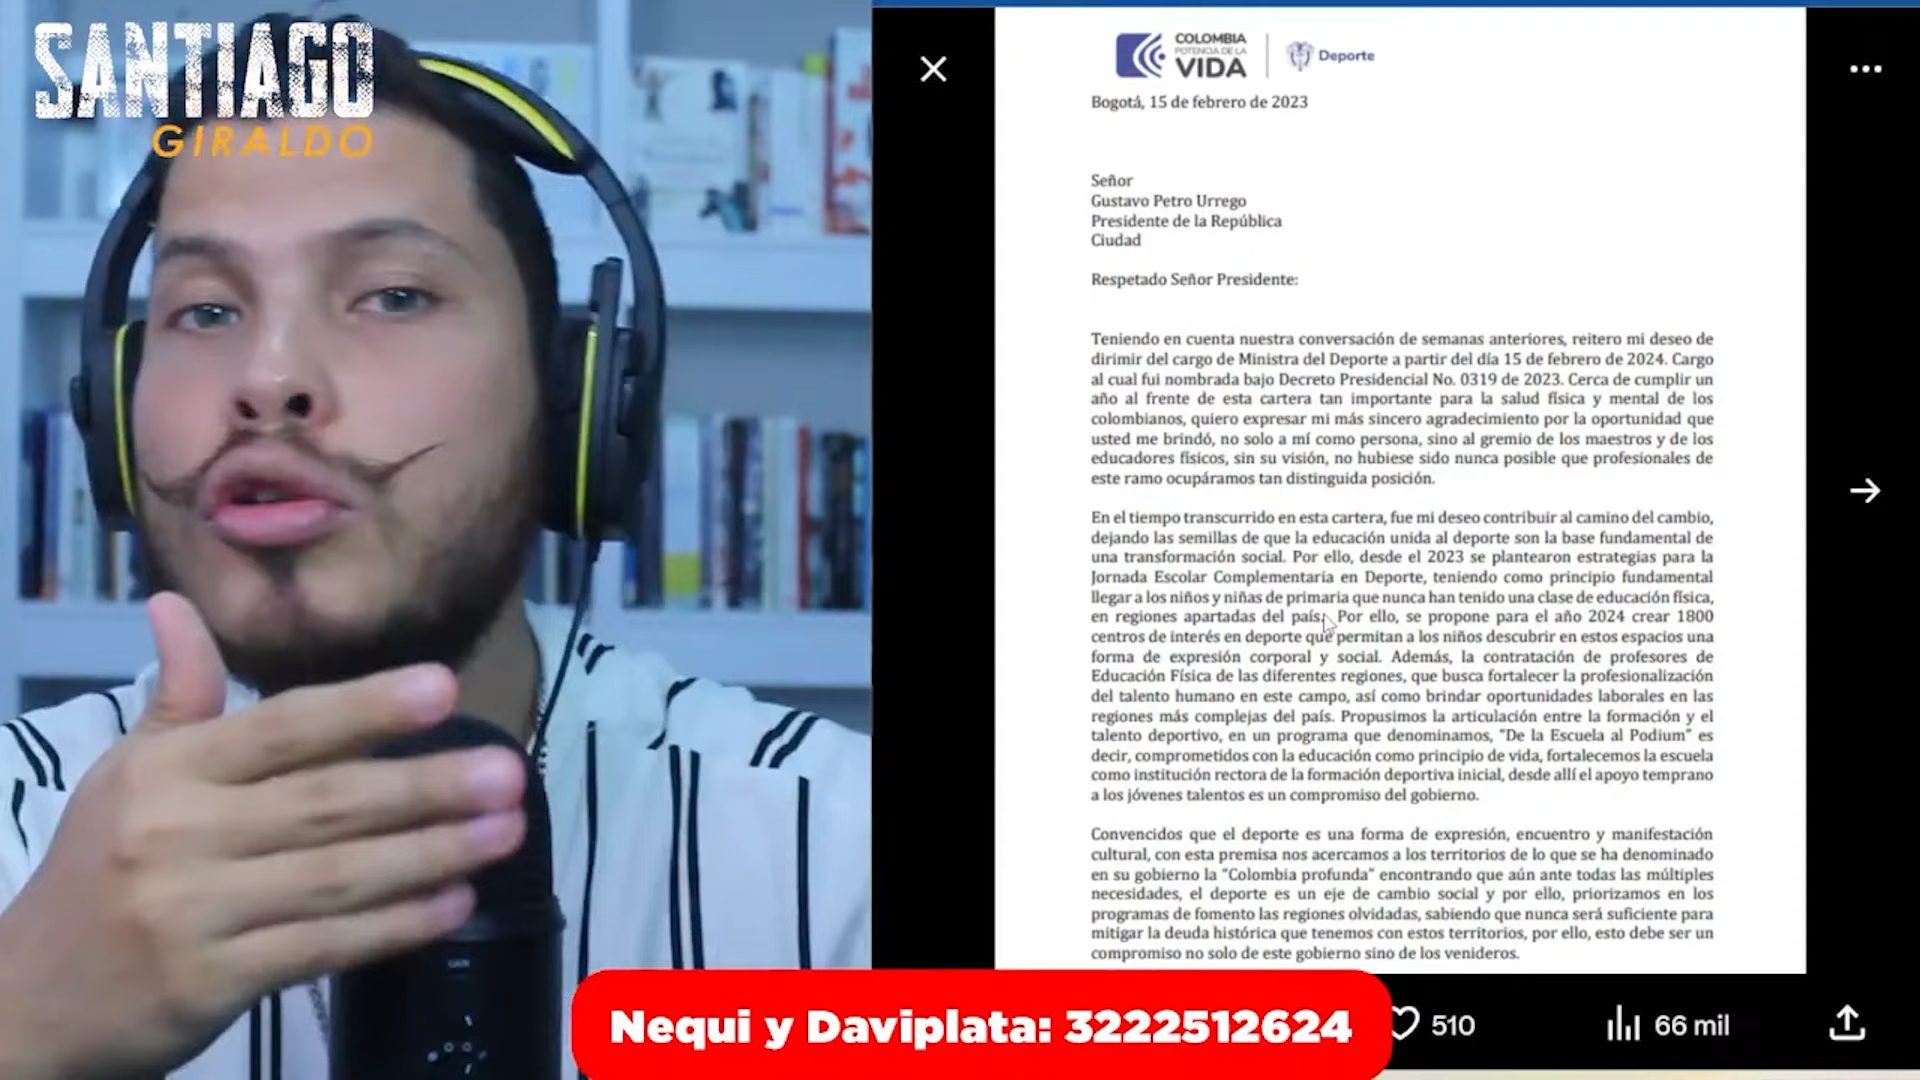 SANTIAGO
GIRALDO
COLOMBIA
POTENCIA DE LA
VIDA
Deporte
Bogotá, 15 de febrero de 2023
Señor
Gustavo Petro Urrego
Presidente de la República
Ciudad
Respetado Señor Presidente:
Teniendo en cuenta nuestra conversación de semanas anteriores, reitero mi deseo de
dirimir del cargo de Ministra del Deporte a partir del día 15 de febrero de 2024. Cargo
al cual fui nombrada bajo Decreto Presidencial No. 0319 de 2023. Cerca de cumplir un
año al frente de esta cartera tan importante para la salud física y mental de los
colombianos, quiero expresar mi más sincero agradecimiento por la oportunidad que
usted me brindó, no solo a mí como persona, sino al gremio de los maestros y de los
educadores físicos, sin su visión, no hubiese sido nunca posible que profesionales de
este ramo ocupáramos tan distinguida posición.
En el tiempo transcurrido en esta cartera, fue mi deseo contribuir al camino del cambio,
dejando las semillas de que la educación unida al deporte son la base fundamental de
una transformación social. Por ello, desde el 2023 se plantearon estrategias para la
Jornada Escolar Complementaria en Deporte, teniendo como principio fundamental
llegar a los niños y niñas de primaria que nunca han tenido una clase de educación física,
en regiones apartadas del país. Por ello, se propone para el año 2024 crear 1800
centros de interés en deporte que permitan a los niños descubrir en estos espacios una
forma de expresión corporal y social. Además, la contratación de profesores de
Educación Física de las diferentes regiones, que busca fortalecer la profesionalización
del talento humano en este campo, así como brindar oportunidades laborales en las
regiones más complejas del país. Propusimos la articulación entre la formación y el
talento deportivo, en un programa que denominamos, "De la Escuela al Podium" es
decir, comprometidos con la educación como principio de vida, fortalecemos la escuela
como institución rectora de la formación deportiva inicial, desde allí el apoyo temprano
a los jóvenes talentos es un compromiso del gobierno.
Convencidos que el deporte es una forma de expresión, encuentro y manifestación
cultural, con esta premisa nos acercamos a los territorios de lo que se ha denominado
en su gobierno la "Colombia profunda" encontrando que aún ante todas las múltiples
necesidades, el deporte es un eje de cambio social y por ello, priorizamos en los
programas de fomento las regiones olvidadas, sabiendo que nunca será suficiente para
mitigar la deuda histórica que tenemos con estos territorios, por ello, esto debe ser un
compromiso no solo de este gobierno sino de los venideros.
Nequi y Daviplata: 3222512624
510
66 mil